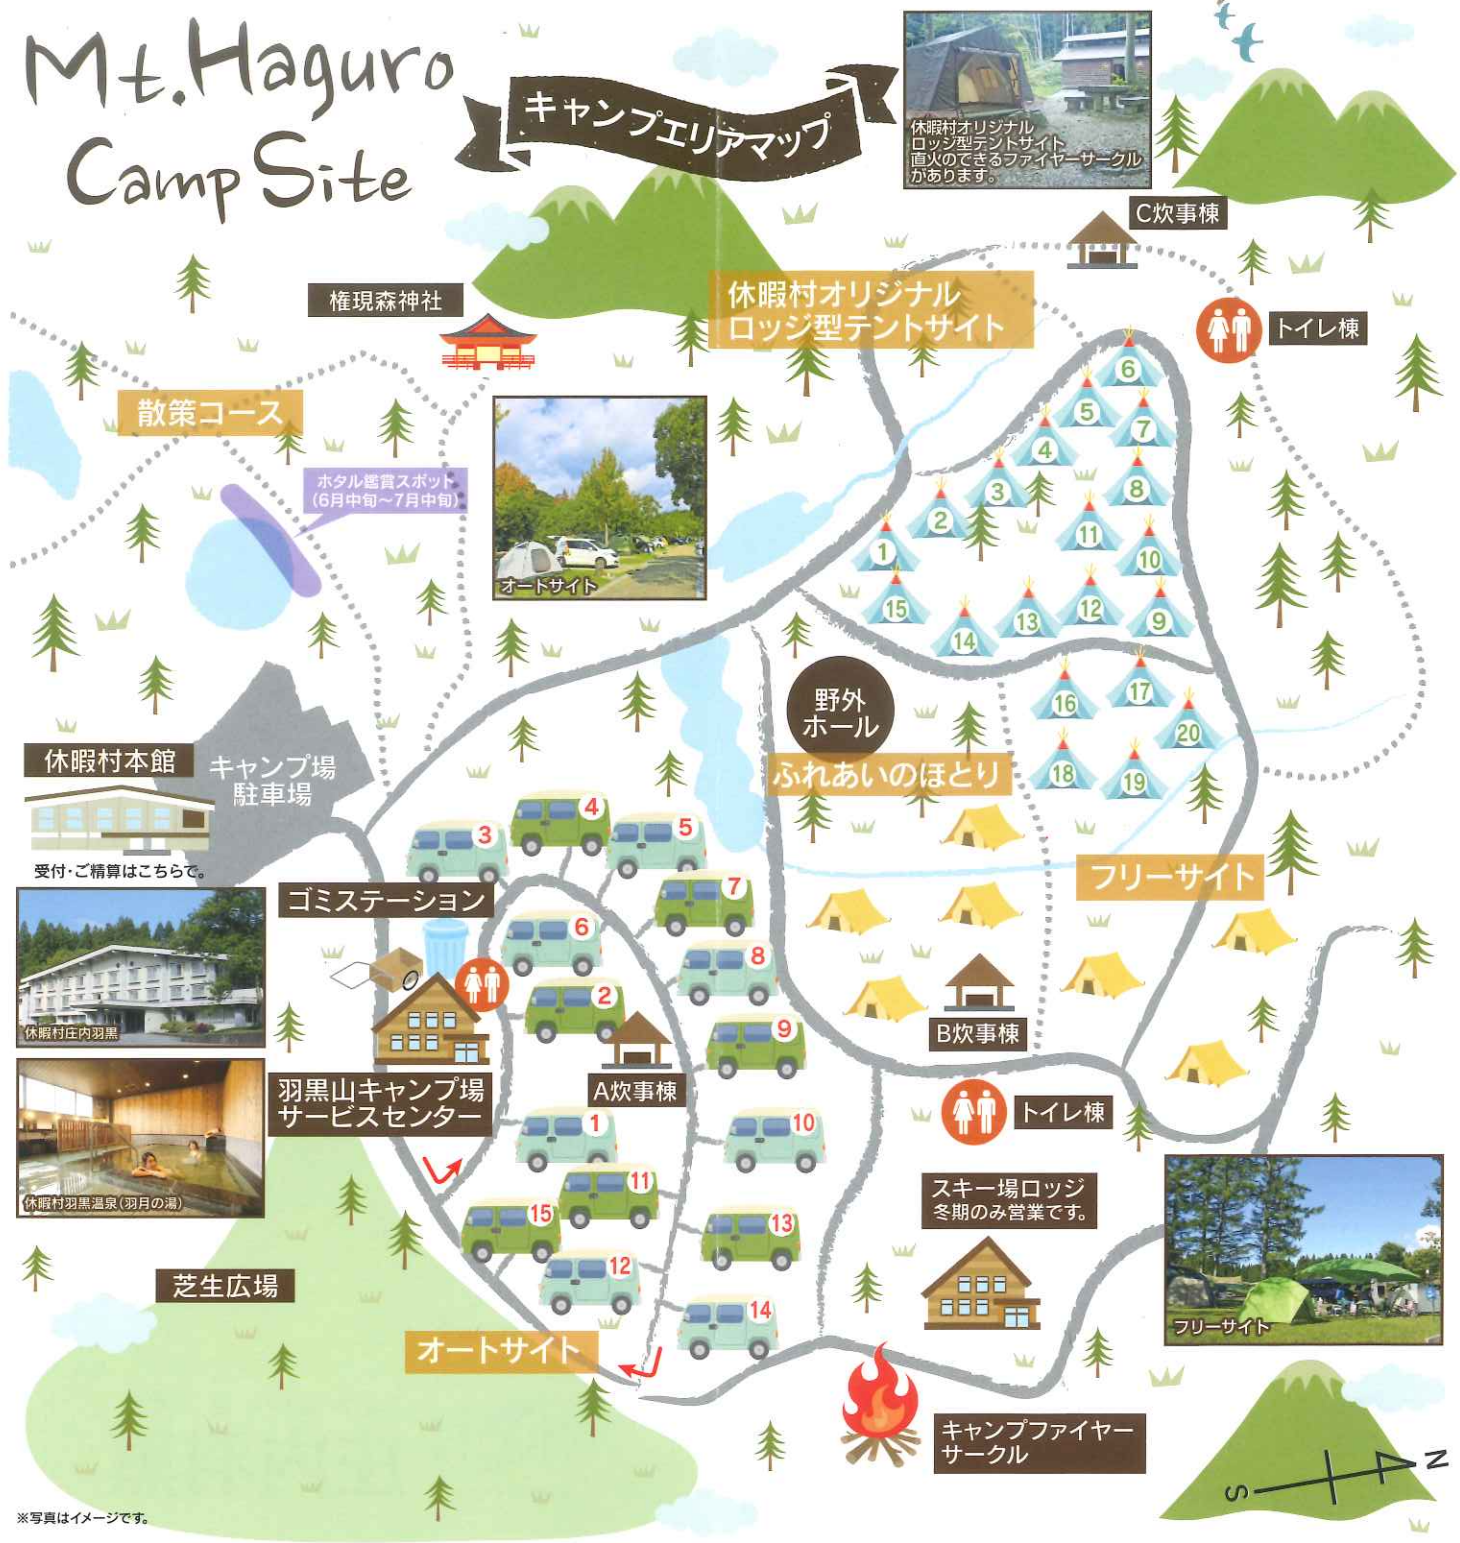 Mt. Haguro
Camp Site
キャンプエリアマップ
休暇村オリジナル
ロッジ型テントサイト
直火のできるファイヤーサークル
があります。
C炊事棟
権現森神社
休暇村オリジナル
ロッジ型テントサイト
トイレ棟
散策コース
ホタル鑑賞スポット
(6月中旬〜7月中旬)
オートサイト
6
5
7
4
3
8
2
11
1
10
15
14
13
12
9
16
17
20
18
19
野外
ホール
ふれあいのほとり
休暇村本館
キャンプ場
駐車場
受付・ご精算はこちらで。
3
4
5
7
6
8
2
9
1
10
11
15
13
12
14
フリーサイト
ゴミステーション
休暇村庄内羽黒
B炊事棟
A炊事棟
羽黒山キャンプ場
サービスセンター
トイレ棟
休暇村羽黒温泉(羽月の湯)
スキー場ロッジ
冬期のみ営業です。
芝生広場
オートサイト
フリーサイト
キャンプファイヤー
サークル
N
S
※写真はイメージです。